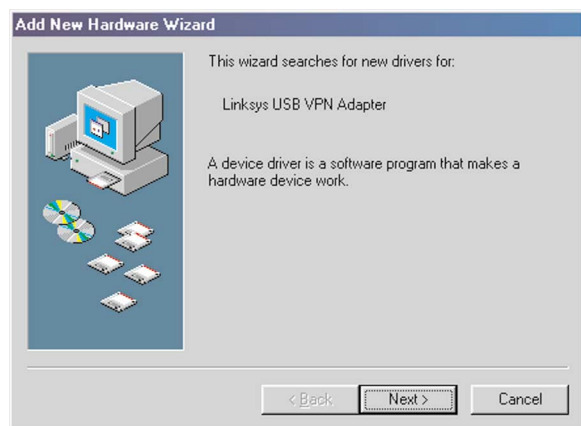 Add New Hardware Wizard
This wizard searches for new drivers for:
Linksys USB VPN Adapter
A device driver is a software program that makes a
hardware device work.
< Back
Next >
Cancel